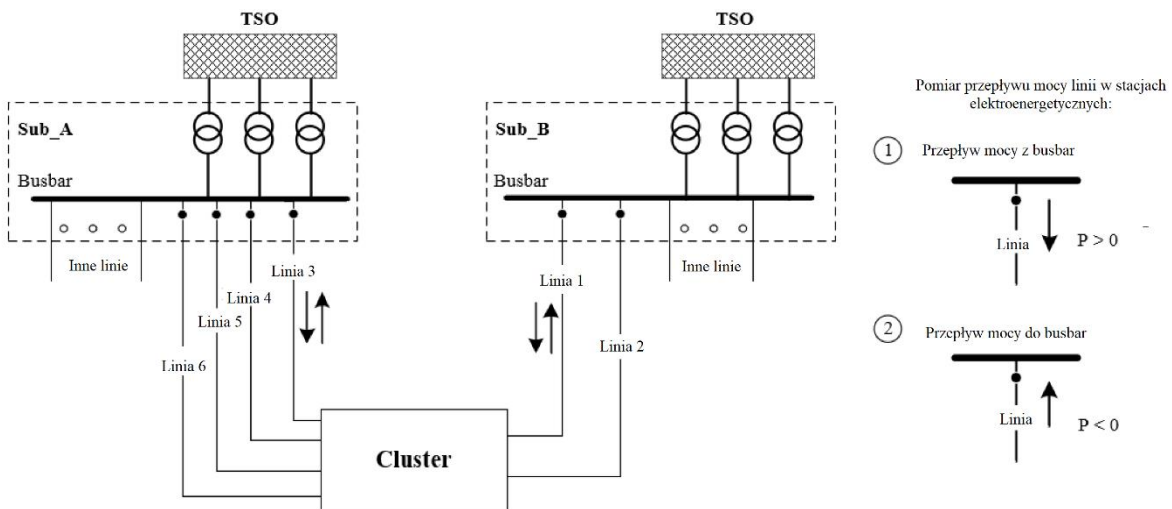 TSO
TSO
Sub_A
Sub_B
Busbar
Busbar
Inne linie
Linia 3
Linia 4
Linia 5
Linia 6
Linia 1
Linia 2
Inne linie
Cluster
Pomiar przepływu mocy linii w stacjach
elektroenergetycznych:
1 Przepływ mocy z busbar
Linia
P > 0
2 Przepływ mocy do busbar
Linia
P < 0